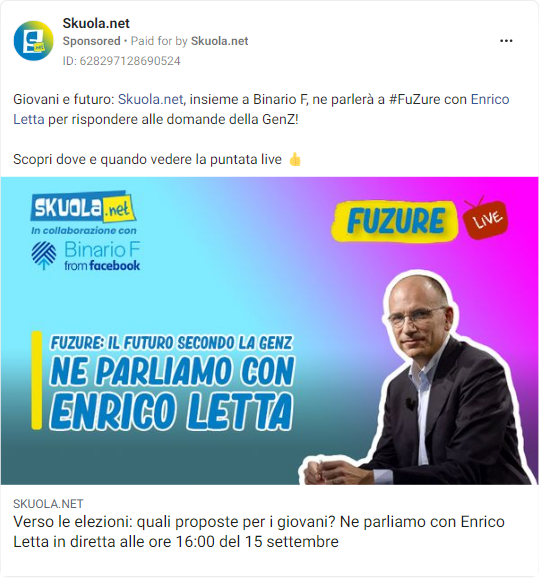 Skuola.net
Sponsored • Paid for by Skuola.net
ID: 628297128690524
Giovani e futuro: Skuola.net, insieme a Binario F, ne parlerà a #FuZure con Enrico
Letta per rispondere alle domande della GenZ!
Scopri dove e quando vedere la puntata live 👍
SKUOLA.net
In collaborazione con
Binario F
from facebook
FUZURE
LIVE
FUZURE: IL FUTURO SECONDO LA GENZ
NE PARLIAMO CON
ENRICO LETTA
SKUOLA.NET
Verso le elezioni: quali proposte per i giovani? Ne parliamo con Enrico
Letta in diretta alle ore 16:00 del 15 settembre